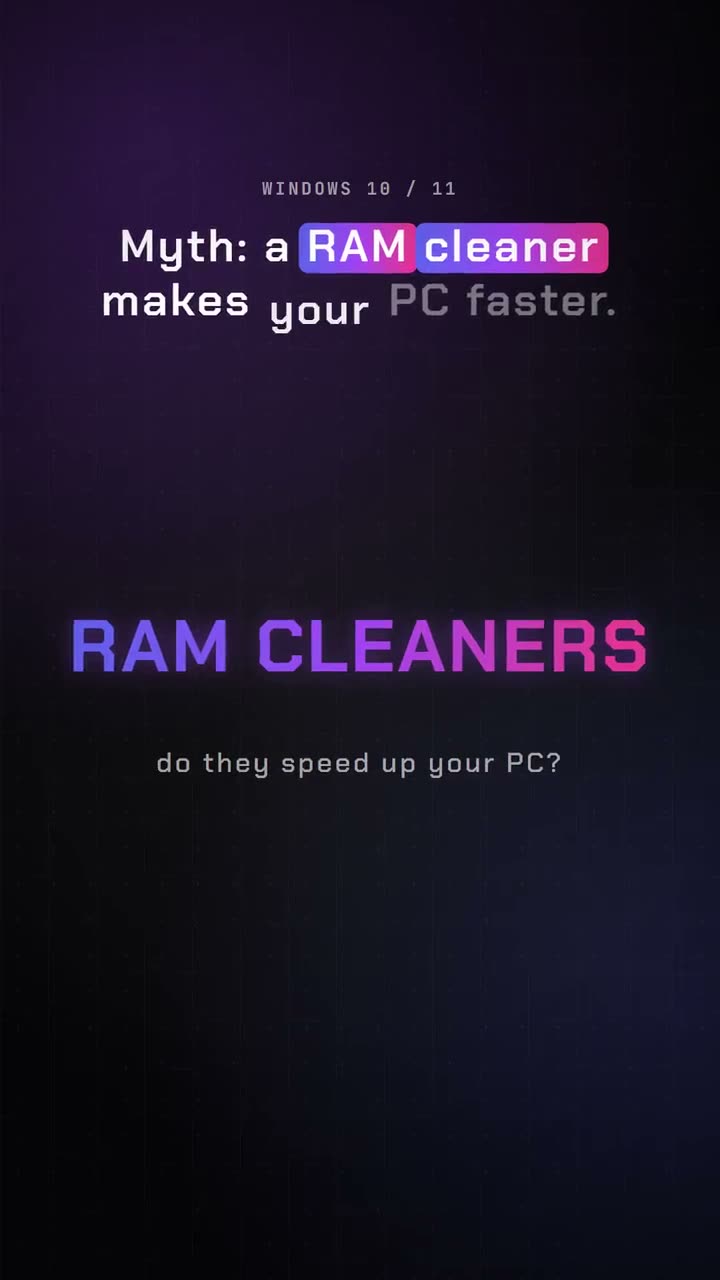 WINDOWS 10 / 11
Myth: a RAM cleaner
makes your PC faster.
RAM CLEANERS
do they speed up your PC?